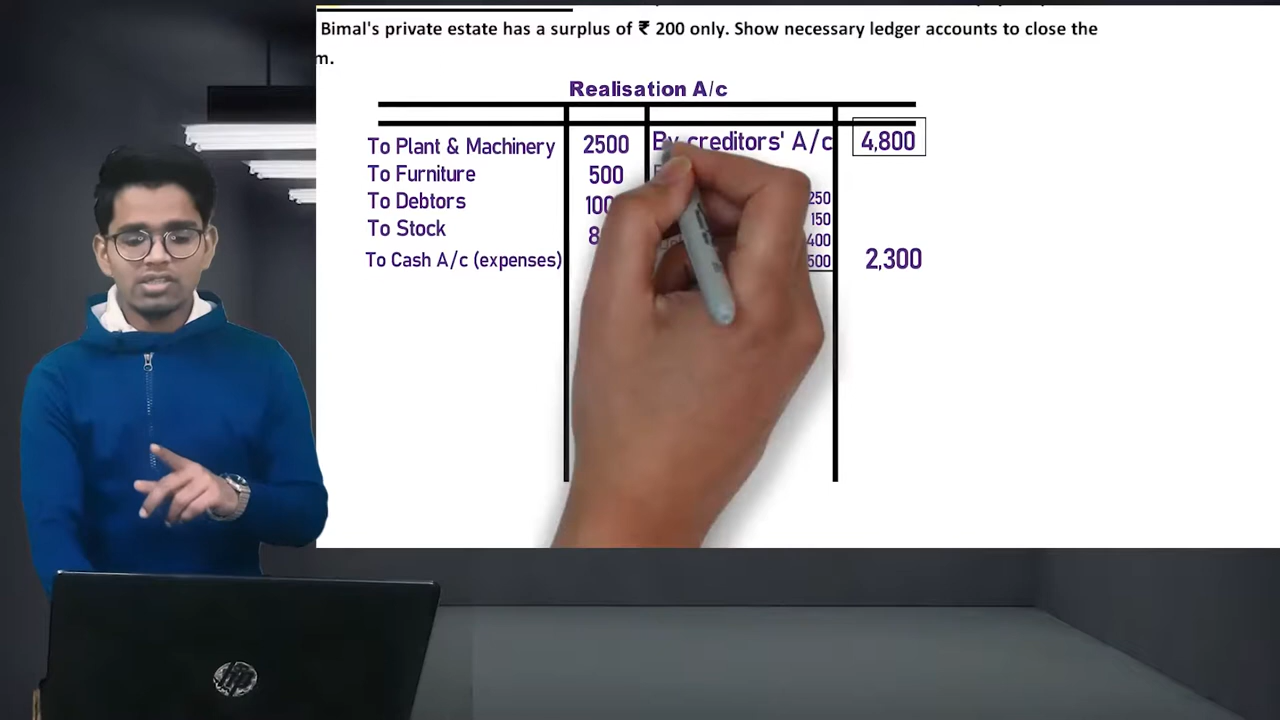 Bimal's private estate has a surplus of ₹ 200 only. Show necessary ledger accounts to close the
m.
Realisation A/c
To Plant & Machinery 2500 By creditors' A/c 4,800
To Furniture 500
To Debtors 250
To Stock 150
400
To Cash A/c (expenses) 500 2,300
hp